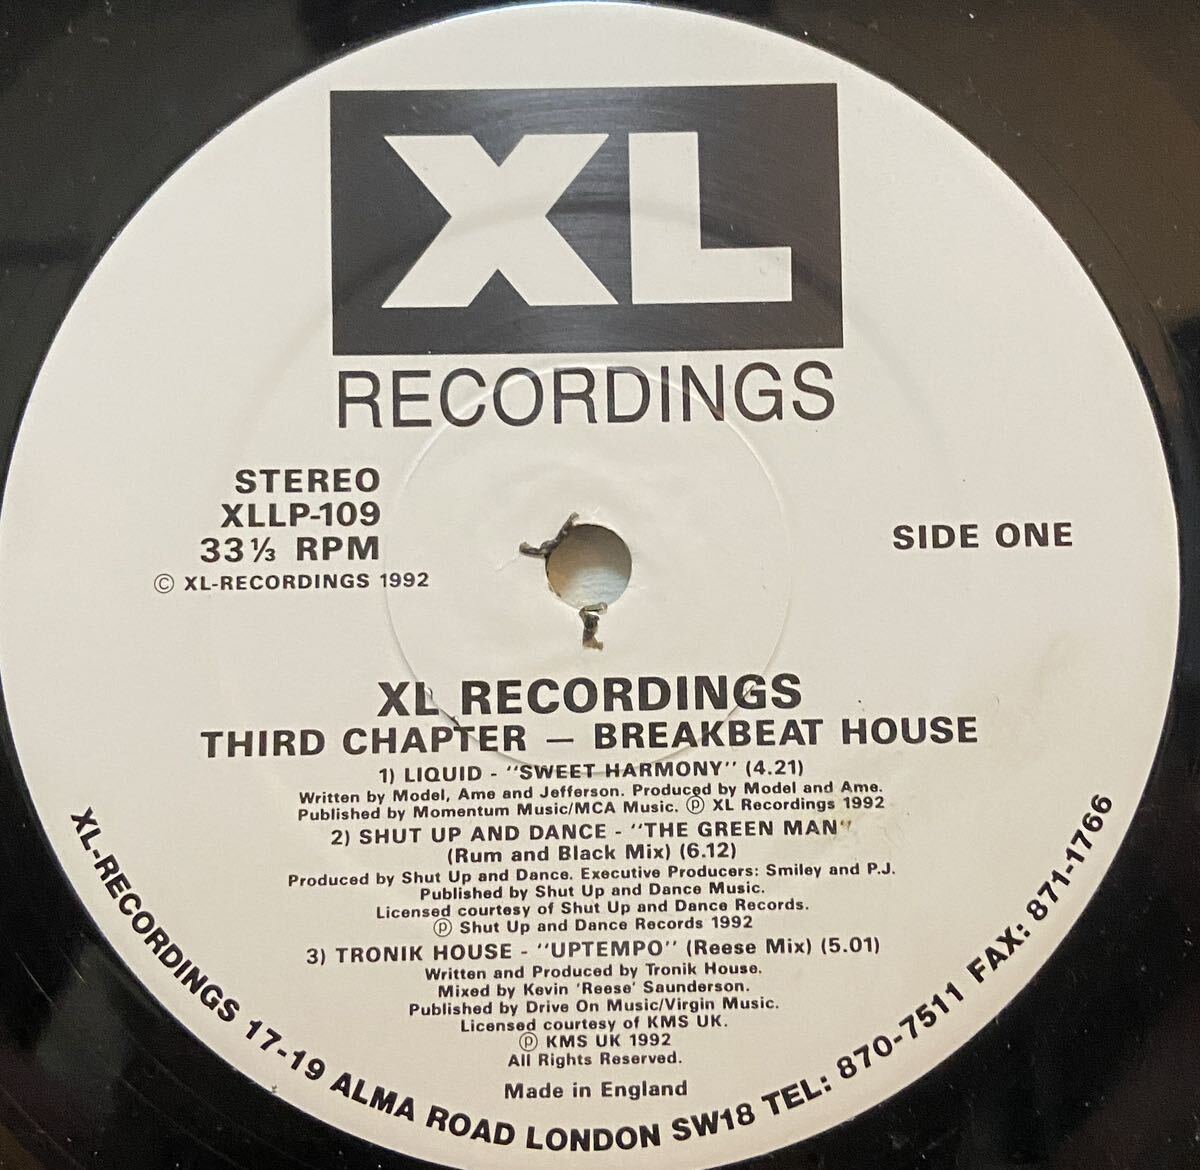 XL
RECORDINGS
STEREO
XLLP-109
33⅓ RPM
Ⓒ XL-RECORDINGS 1992
SIDE ONE
XL RECORDINGS
THIRD CHAPTER — BREAKBEAT HOUSE
1) LIQUID - "SWEET HARMONY" (4.21)
Written by Model, Ame and Jefferson. Produced by Model and Ame.
Published by Momentum Music/MCA Music. Ⓟ XL Recordings 1992
2) SHUT UP AND DANCE - "THE GREEN MAN"
(Rum and Black Mix) (6.12)
Produced by Shut Up and Dance. Executive Producers: Smiley and P.J.
Published by Shut Up and Dance Music.
Licensed courtesy of Shut Up and Dance Records.
Ⓟ Shut Up and Dance Records 1992
3) TRONIK HOUSE - "UPTEMPO" (Reese Mix) (5.01)
Written and Produced by Tronik House.
Mixed by Kevin 'Reese' Saunderson.
Published by Drive On Music/Virgin Music.
Licensed courtesy of KMS UK.
Ⓟ KMS UK 1992
All Rights Reserved.
Made in England
XL-RECORDINGS 17-19 ALMA ROAD LONDON SW18 TEL: 870-7511 FAX: 871-1766